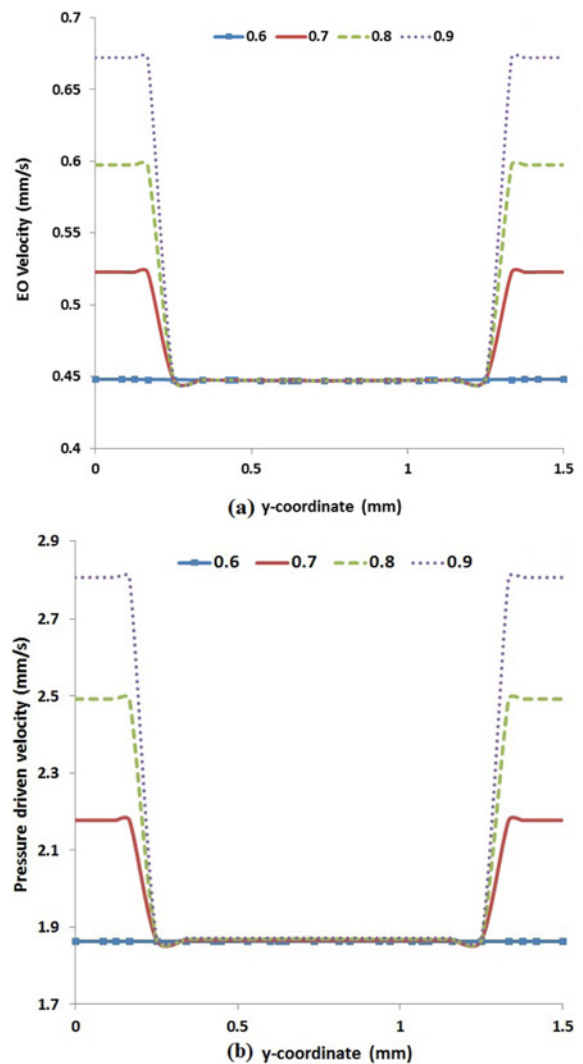 0.7
0.6 0.7 0.8 0.9
0.65
0.6
0.55
0.5
0.45
0.4
EO Velocity (mm/s)
0 0.5 1 1.5
(a) y-coordinate (mm)
2.9
0.6 0.7 0.8 0.9
2.7
2.5
2.3
2.1
1.9
1.7
Pressure driven velocity (mm/s)
0 0.5 1 1.5
(b) y-coordinate (mm)